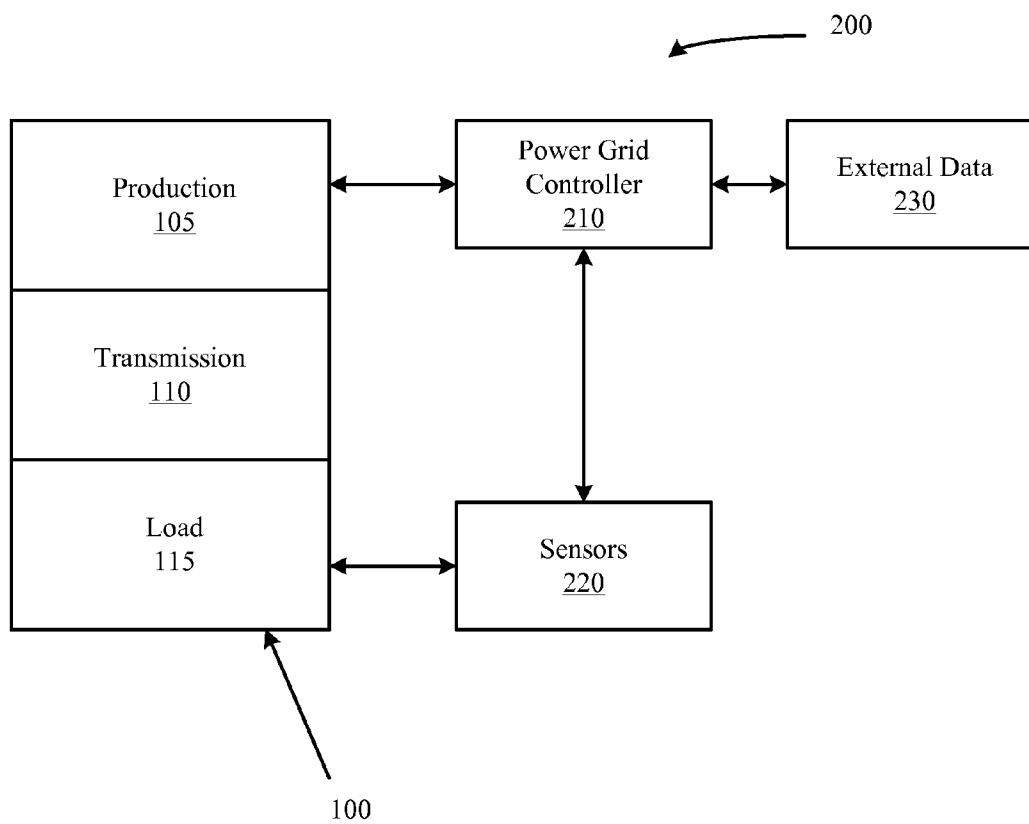 200
Production
105
Power Grid
Controller
210
External Data
230
Transmission
110
Load
115
Sensors
220
100